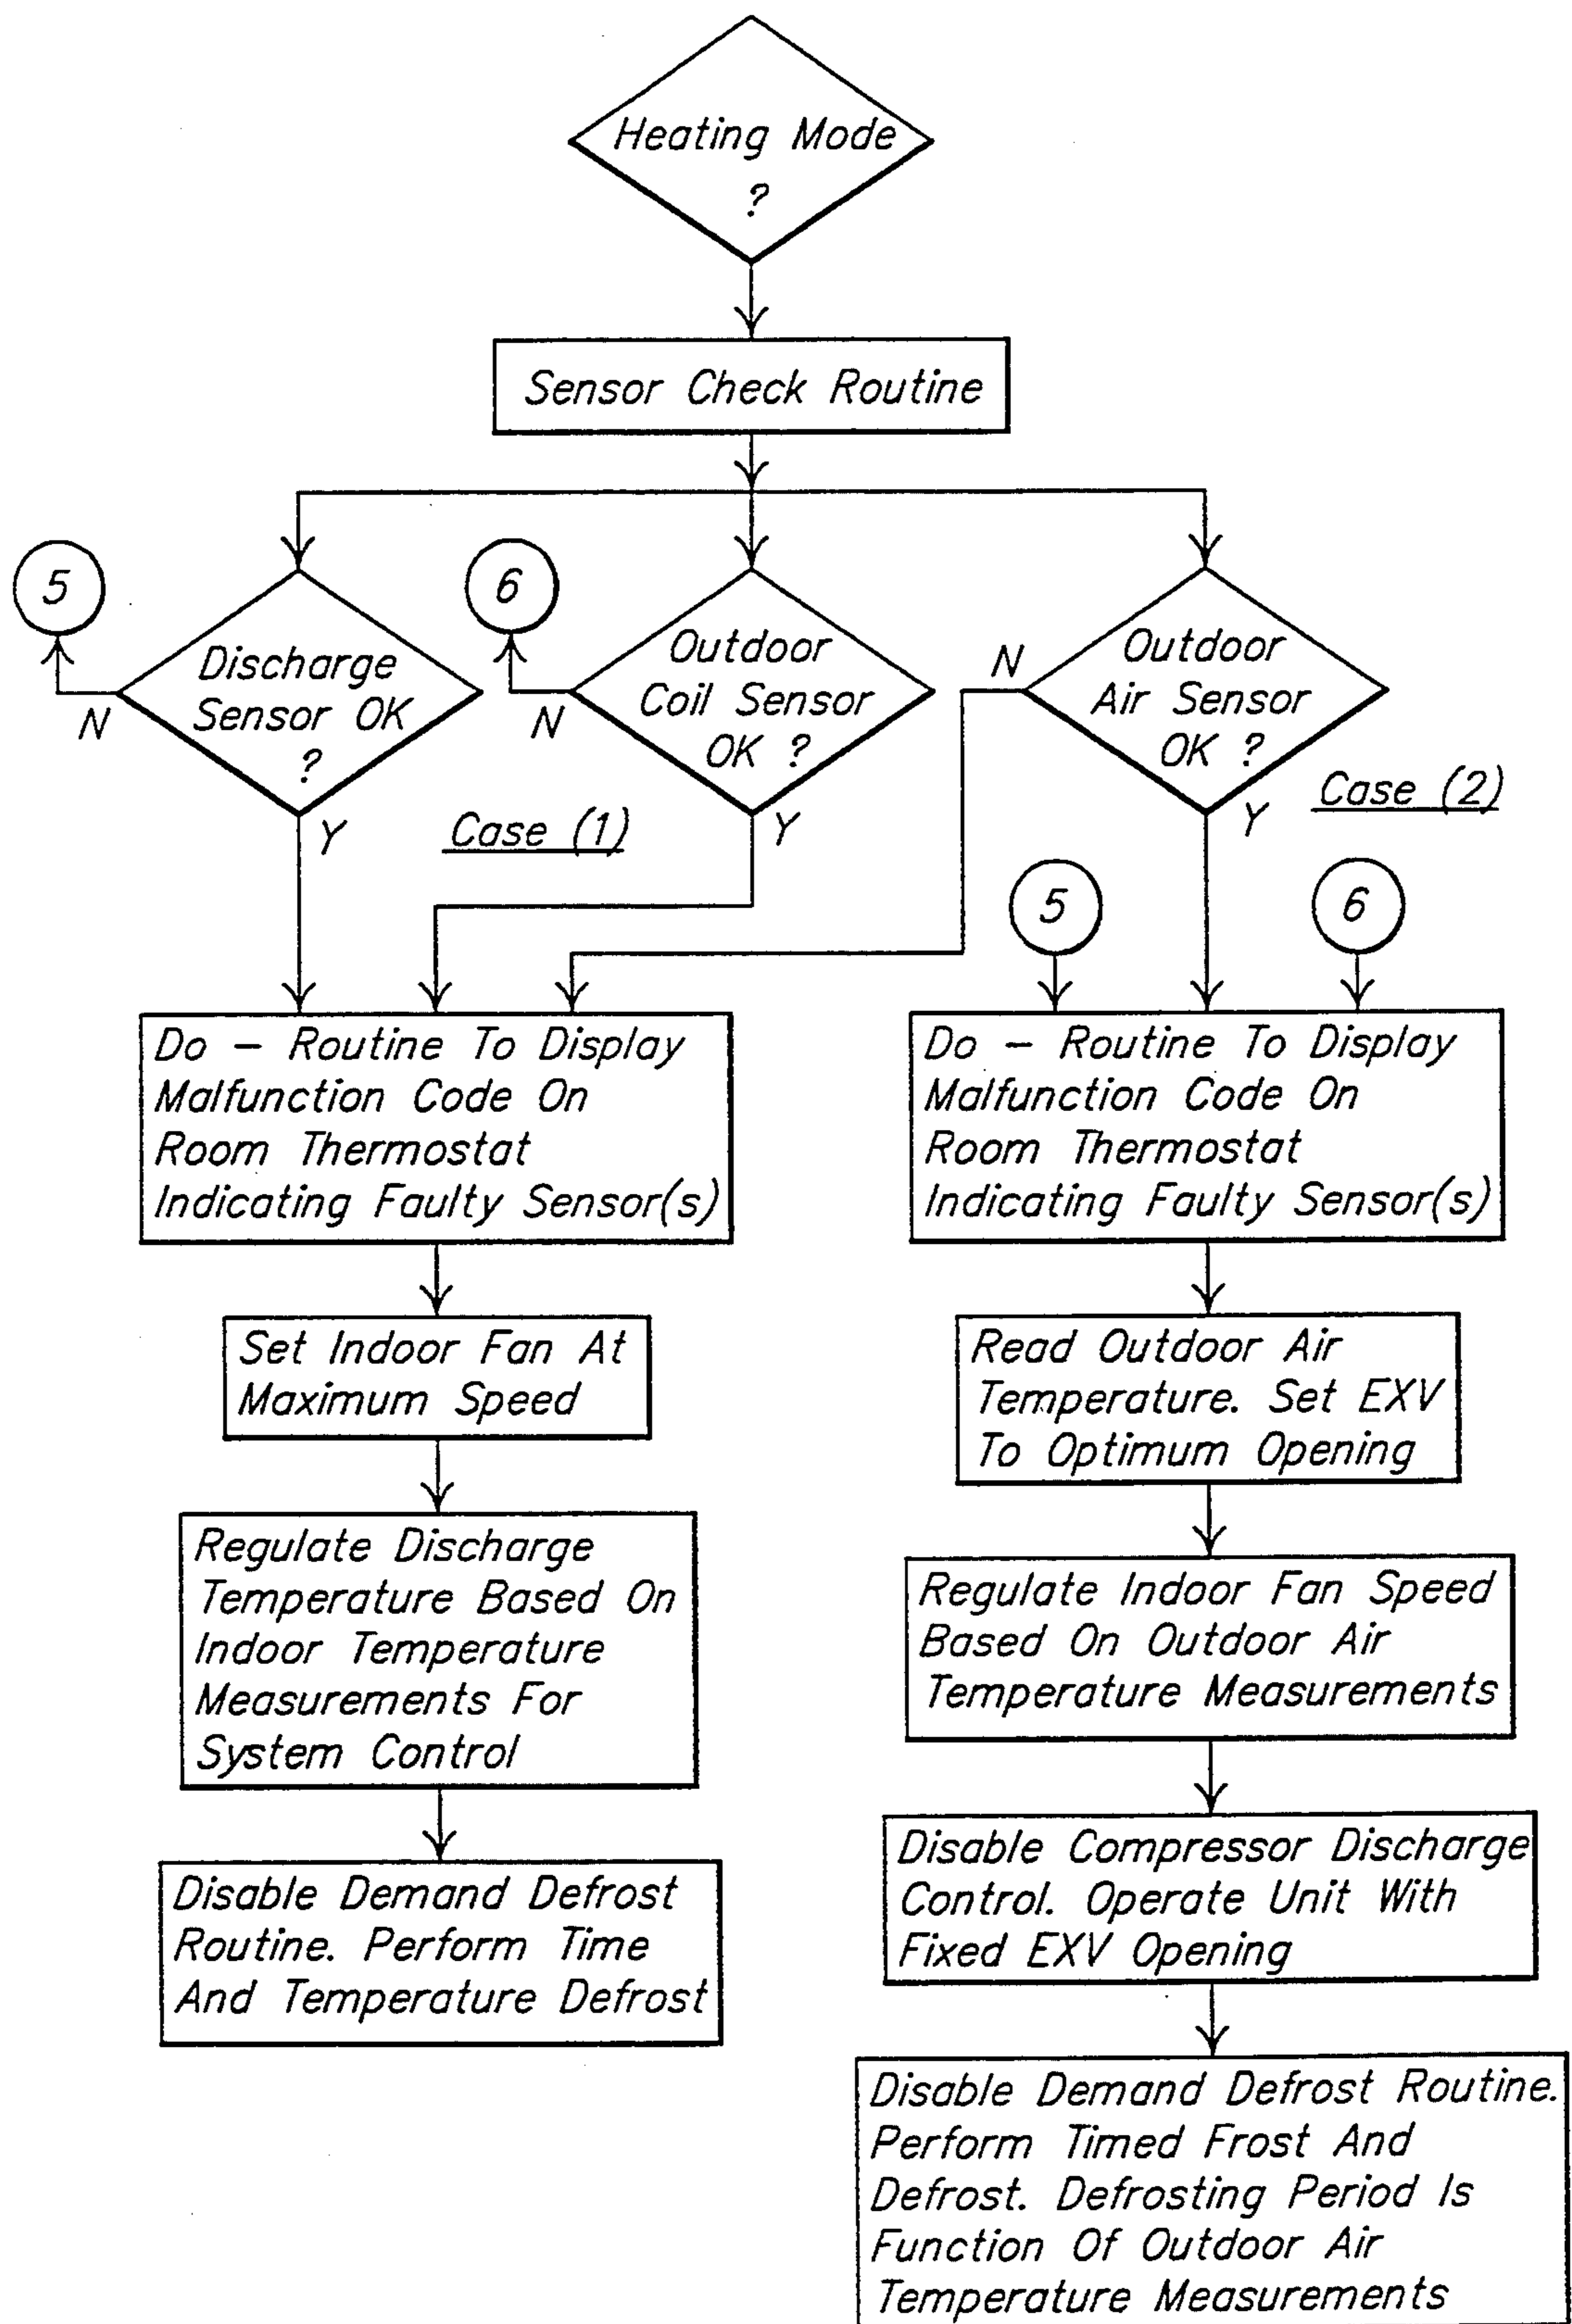 Heating Mode
?
Sensor Check Routine
5
6
Discharge
Sensor OK
?
N
Outdoor
Coil Sensor
OK ?
N
N
Outdoor
Air Sensor
OK ?
Y
Case (1)
Y
Y
Case (2)
5
6
Do - Routine To Display
Malfunction Code On
Room Thermostat
Indicating Faulty Sensor(s)
Set Indoor Fan At
Maximum Speed
Regulate Discharge
Temperature Based On
Indoor Temperature
Measurements For
System Control
Disable Demand Defrost
Routine. Perform Time
And Temperature Defrost
Do - Routine To Display
Malfunction Code On
Room Thermostat
Indicating Faulty Sensor(s)
Read Outdoor Air
Temperature. Set EXV
To Optimum Opening
Regulate Indoor Fan Speed
Based On Outdoor Air
Temperature Measurements
Disable Compressor Discharge
Control. Operate Unit With
Fixed EXV Opening
Disable Demand Defrost Routine.
Perform Timed Frost And
Defrost. Defrosting Period Is
Function Of Outdoor Air
Temperature Measurements